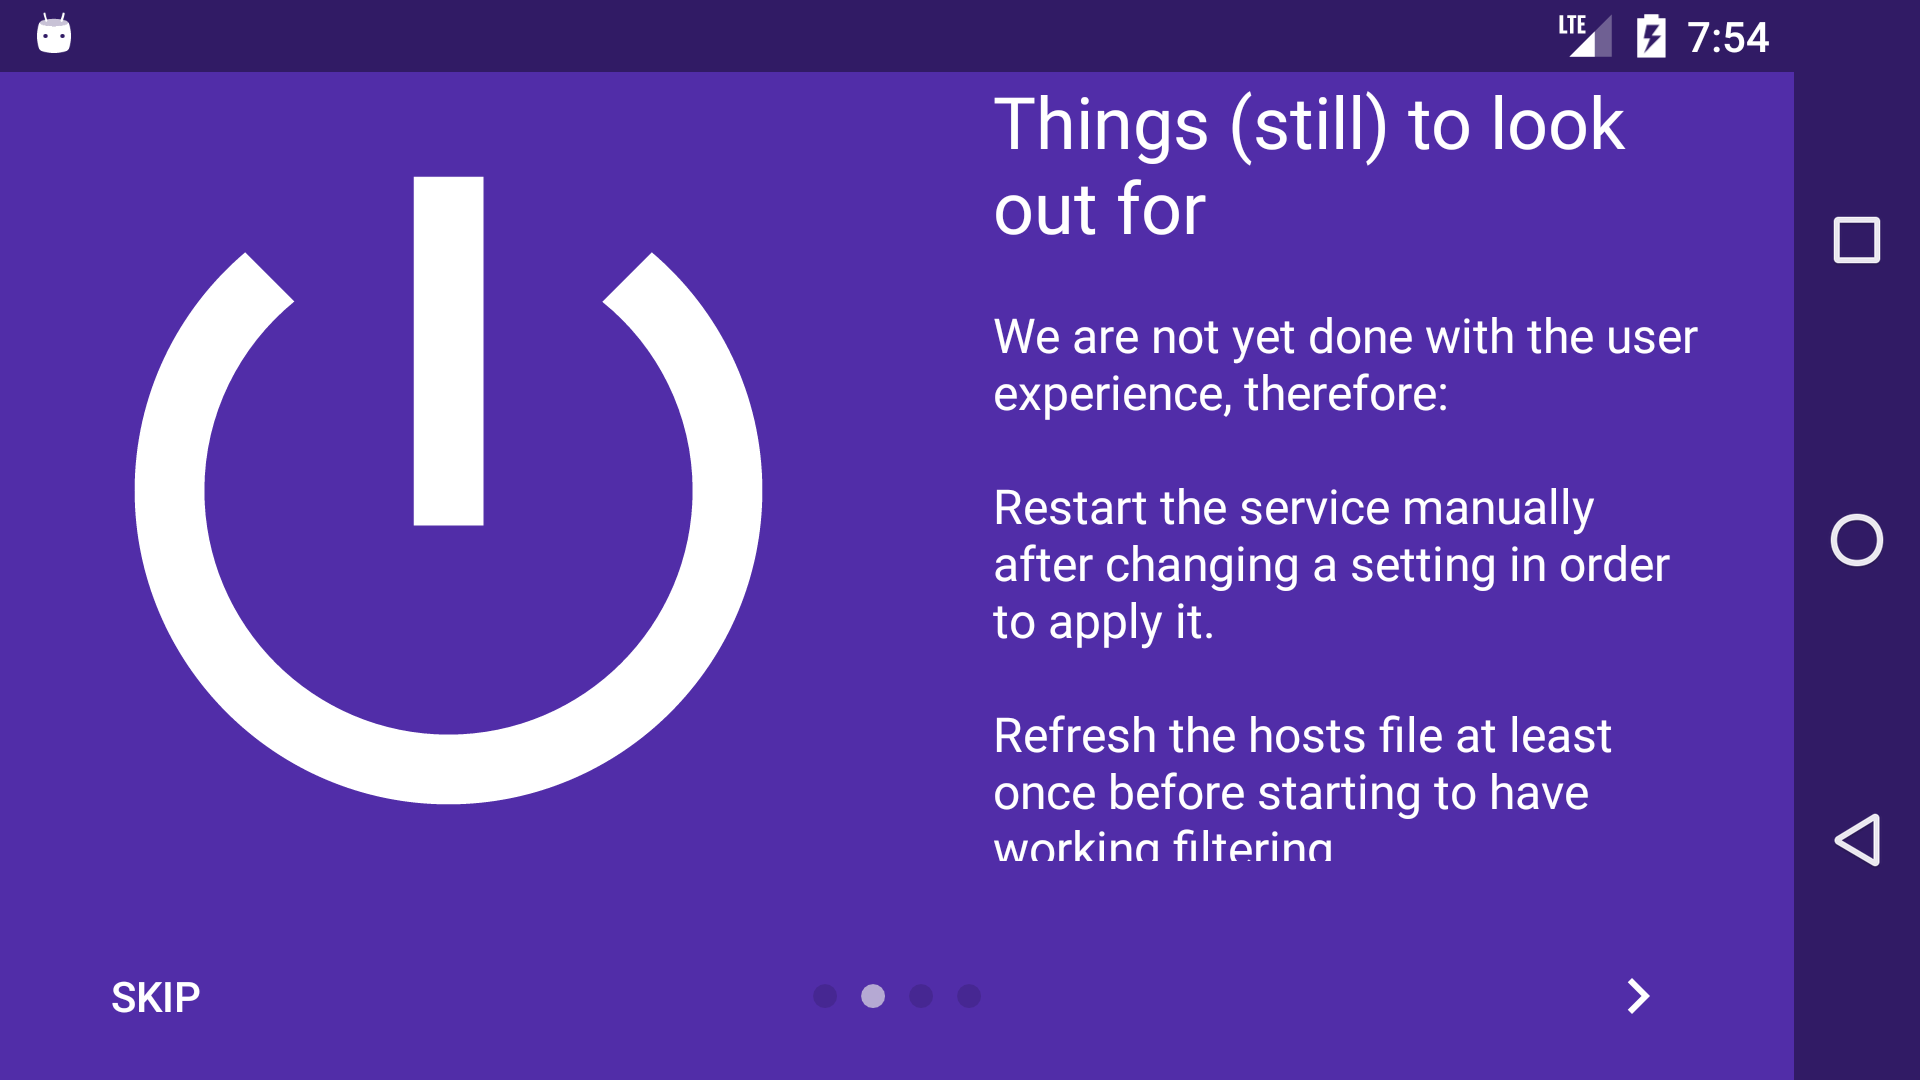 LTE
7:54
Things (still) to look
out for
We are not yet done with the user
experience, therefore:
Restart the service manually
after changing a setting in order
to apply it.
Refresh the hosts file at least
once before starting to have
working filtering
SKIP